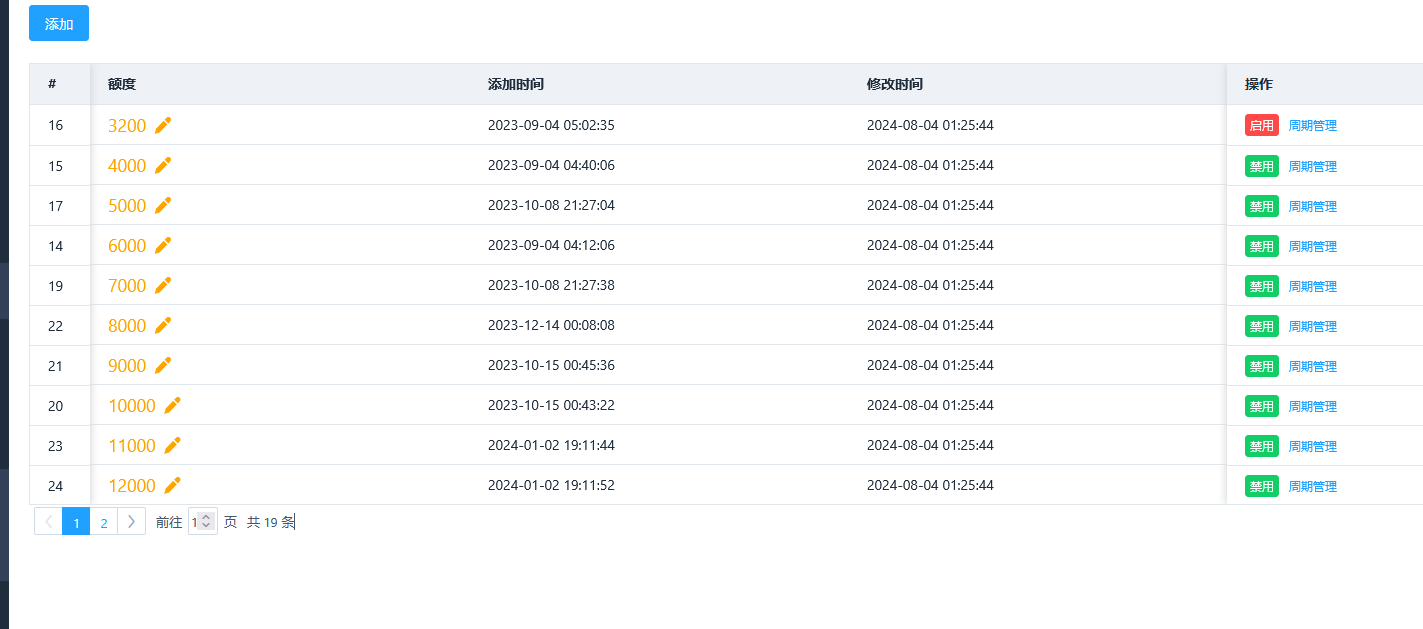 添加
# 额度 添加时间 修改时间 操作
16 3200 2023-09-04 05:02:35 2024-08-04 01:25:44 启用 周期管理
15 4000 2023-09-04 04:40:06 2024-08-04 01:25:44 禁用 周期管理
17 5000 2023-10-08 21:27:04 2024-08-04 01:25:44 禁用 周期管理
14 6000 2023-09-04 04:12:06 2024-08-04 01:25:44 禁用 周期管理
19 7000 2023-10-08 21:27:38 2024-08-04 01:25:44 禁用 周期管理
22 8000 2023-12-14 00:08:08 2024-08-04 01:25:44 禁用 周期管理
21 9000 2023-10-15 00:45:36 2024-08-04 01:25:44 禁用 周期管理
20 10000 2023-10-15 00:43:22 2024-08-04 01:25:44 禁用 周期管理
23 11000 2024-01-02 19:11:44 2024-08-04 01:25:44 禁用 周期管理
24 12000 2024-01-02 19:11:52 2024-08-04 01:25:44 禁用 周期管理
1 2 前往 1 页 共 19 条